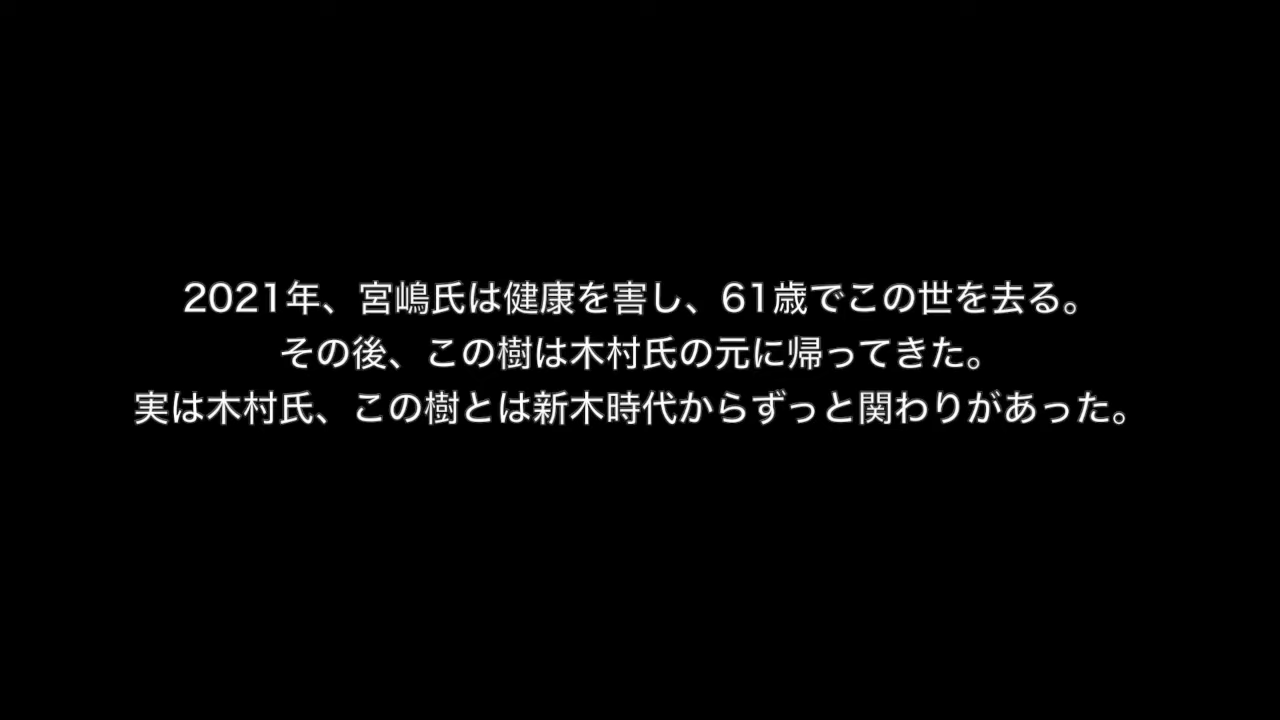 2021年、宮嶋氏は健康を害し、61歳でこの世を去る。
その後、この樹は木村氏の元に帰ってきた。
実は木村氏、この樹とは新木時代からずっと関わりがあった。